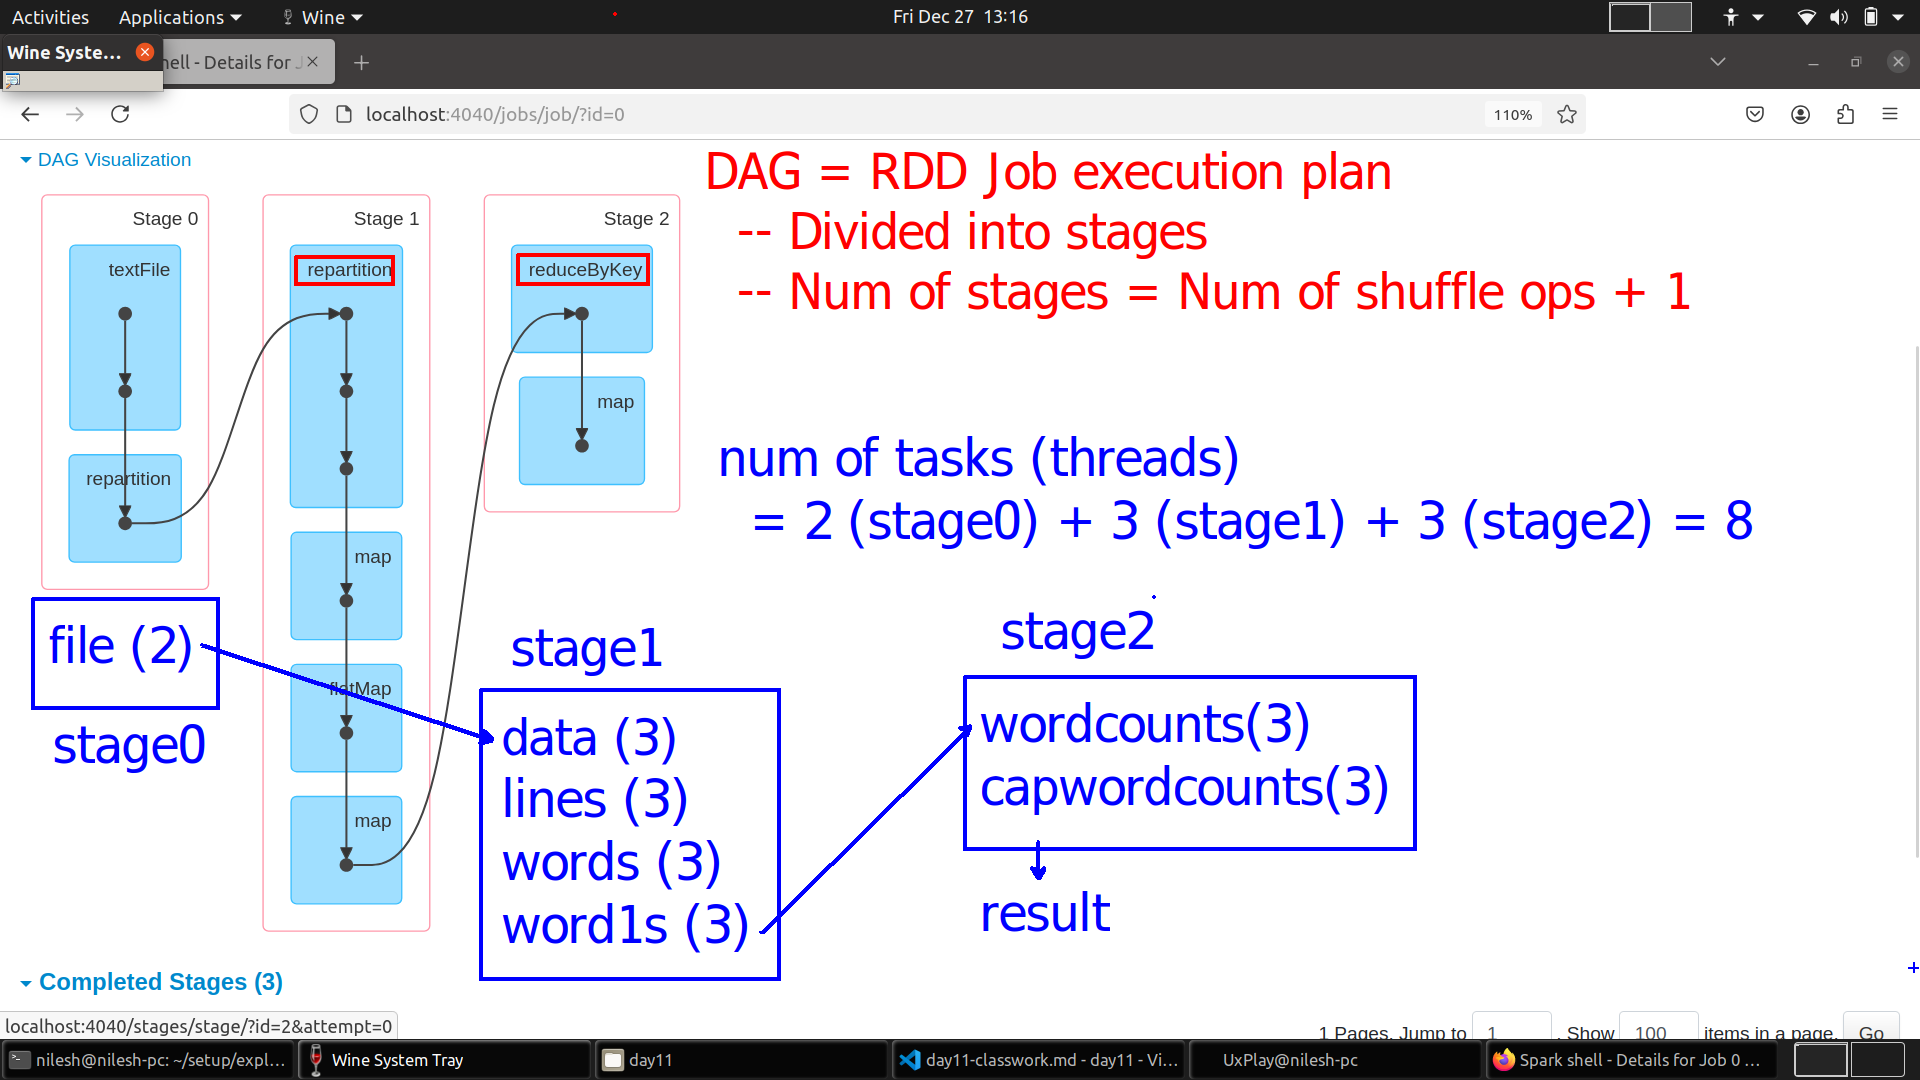 Activities Applications Wine Fri Dec 27 13:16
Wine Syste...
hell - Details for J
localhost:4040/jobs/job/?id=0 110%
DAG Visualization
DAG = RDD Job execution plan
-- Divided into stages
-- Num of stages = Num of shuffle ops + 1
Stage 0
textFile
repartition
Stage 1
repartition
map
flatMap
map
Stage 2
reduceByKey
map
num of tasks (threads)
= 2 (stage0) + 3 (stage1) + 3 (stage2) = 8
file (2)
stage0
stage1
data (3)
lines (3)
words (3)
word1s (3)
stage2
wordcounts(3)
capwordcounts(3)
result
Completed Stages (3)
localhost:4040/stages/stage/?id=2&attempt=0
1 Pages. Jump to 1 . Show 100 items in a page. Go
nilesh@nilesh-pc: ~/setup/expl... Wine System Tray day11 day11-classwork.md - day11 - Vi... UxPlay@nilesh-pc Spark shell - Details for Job 0 ...